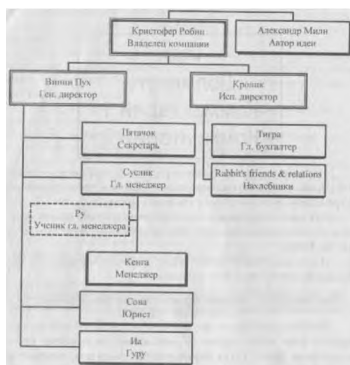 Кристофер Робин
Владелец компании
Александр Милн
Автор идеи
Винни Пух
Ген. директор
Кролик
Исп. директор
Пятачок
Секретарь
Тигра
Гл. бухгалтер
Суслик
Гл. менеджер
Rabbit's friends & relations
Нахлебники
Ру
Ученик гл. менеджера
Кенга
Менеджер
Сова
Юрист
Иа
Гуру